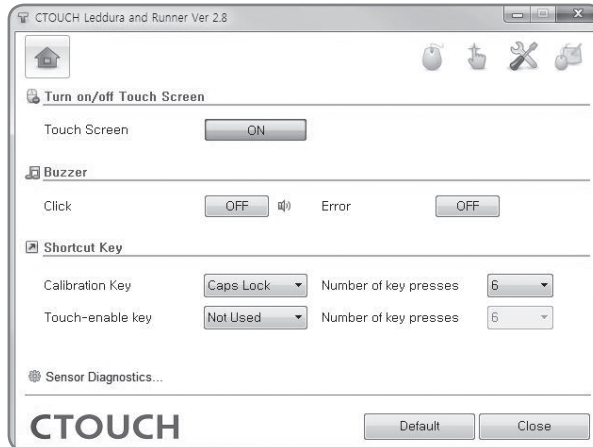 CTOUCH Leddura and Runner Ver 2.8
Turn on/off Touch Screen
Touch Screen ON
Buzzer
Click OFF Error OFF
Shortcut Key
Calibration Key Caps Lock Number of key presses 6
Touch-enable key Not Used Number of key presses 6
Sensor Diagnostics...
CTOUCH Default Close